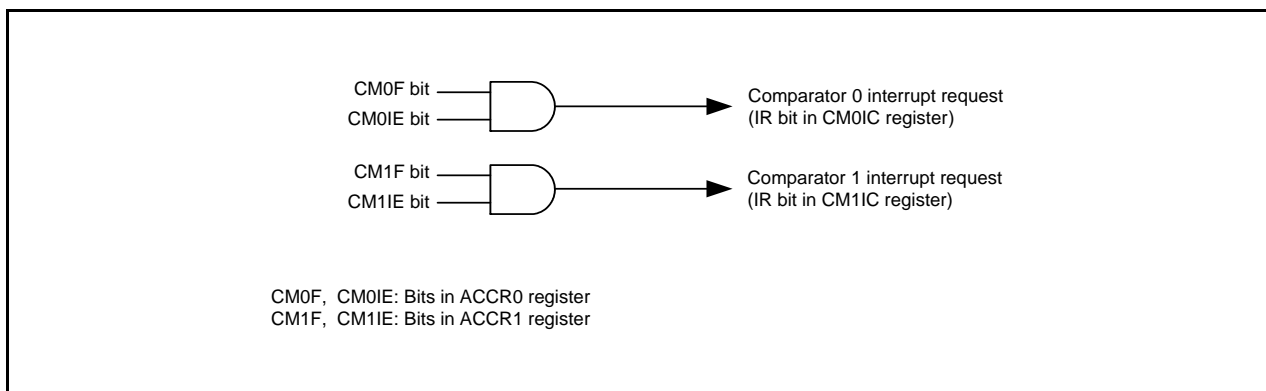 CM0F bit
CM0IE bit
Comparator 0 interrupt request
(IR bit in CM0IC register)
CM1F bit
CM1IE bit
Comparator 1 interrupt request
(IR bit in CM1IC register)
CM0F, CM0IE: Bits in ACCR0 register
CM1F, CM1IE: Bits in ACCR1 register